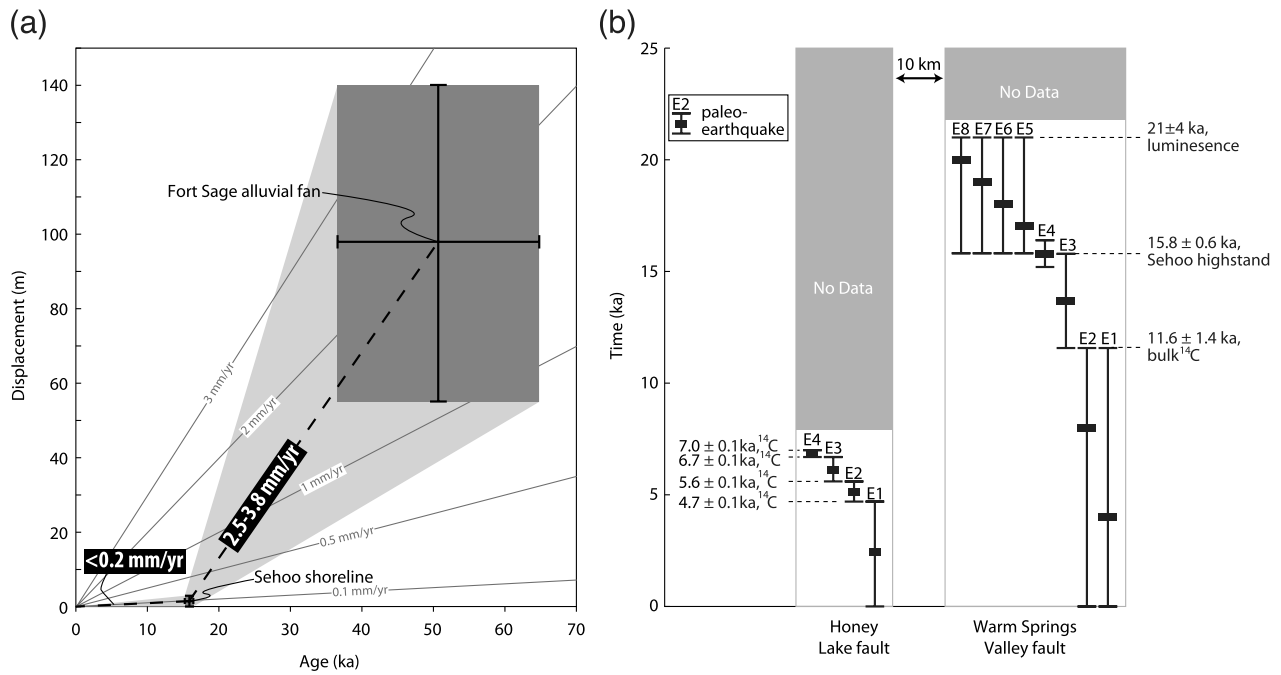 (a)
140
120
100
80
60
40
20
0
Displacement (m)
0 10 20 30 40 50 60 70
Age (ka)
Fort Sage alluvial fan
3 mm/yr
2 mm/yr
1 mm/yr
0.5 mm/yr
0.1 mm/yr
2.5-3.8 mm/yr
<0.2 mm/yr
Sehoo shoreline
(b)
25
20
15
10
5
0
Time (ka)
E2
paleo-
earthquake
10 km
No Data
No Data
E8 E7 E6 E5
E4
E3
E2 E1
21±4 ka,
luminesence
15.8 ± 0.6 ka,
Sehoo highstand
11.6 ± 1.4 ka,
bulk ¹⁴C
E4
E3
E2
E1
7.0 ± 0.1ka,¹⁴C
6.7 ± 0.1ka,¹⁴C
5.6 ± 0.1ka,¹⁴C
4.7 ± 0.1ka,¹⁴C
Honey
Lake fault
Warm Springs
Valley fault